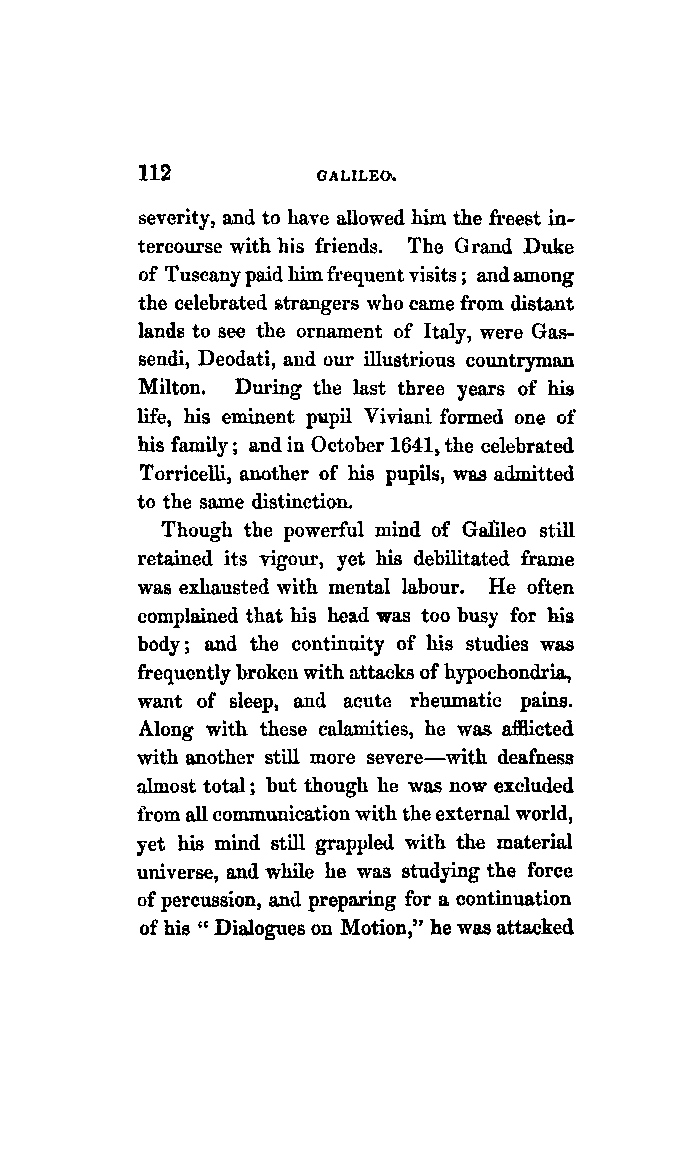 112 GALILEO.
severity, and to have allowed him the freest in-
tercourse with his friends. The Grand Duke
of Tuscany paid him frequent visits; and among
the celebrated strangers who came from distant
lands to see the ornament of Italy, were Gas-
sendi, Deodati, and our illustrious countryman
Milton. During the last three years of his
life, his eminent pupil Viviani formed one of
his family; and in October 1641, the celebrated
Torricelli, another of his pupils, was admitted
to the same distinction.
Though the powerful mind of Galileo still
retained its vigour, yet his debilitated frame
was exhausted with mental labour. He often
complained that his head was too busy for his
body; and the continuity of his studies was
frequently broken with attacks of hypochondria,
want of sleep, and acute rheumatic pains.
Along with these calamities, he was afflicted
with another still more severe—with deafness
almost total; but though he was now excluded
from all communication with the external world,
yet his mind still grappled with the material
universe, and while he was studying the force
of percussion, and preparing for a continuation
of his “ Dialogues on Motion,” he was attacked